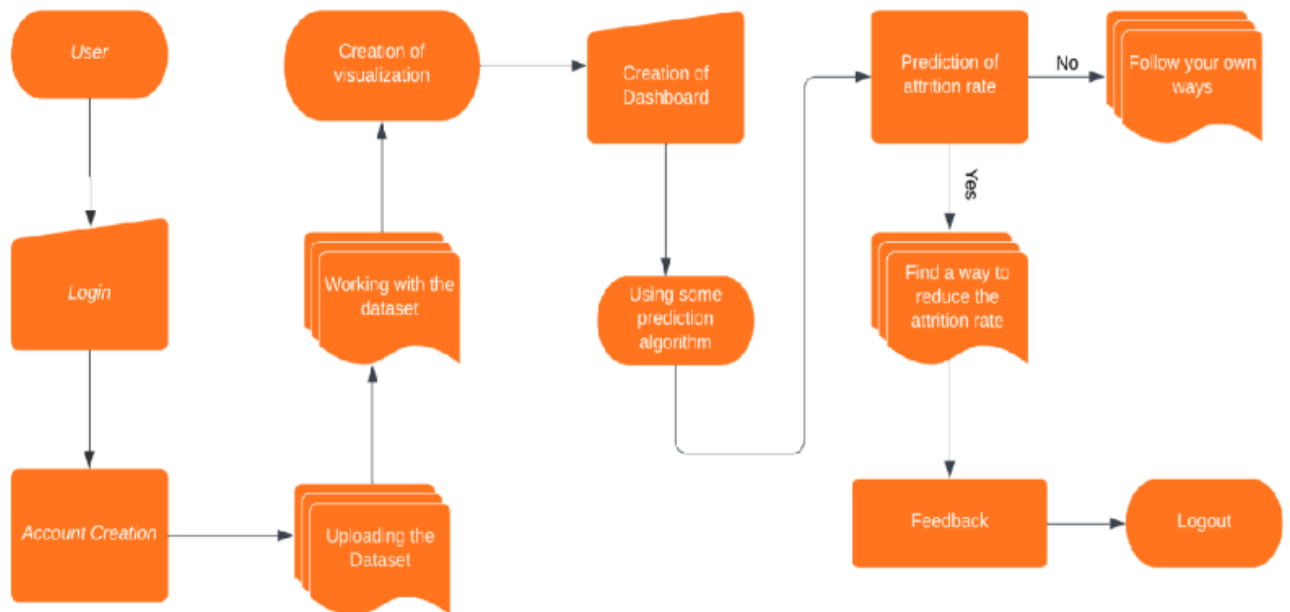 User
Login
Account Creation
Uploading the
Dataset
Working with the
dataset
Creation of
visualization
Creation of
Dashboard
Using some
prediction
algorithm
Prediction of
attrition rate
No
Follow your own
ways
Yes
Find a way to
reduce the
attrition rate
Feedback
Logout